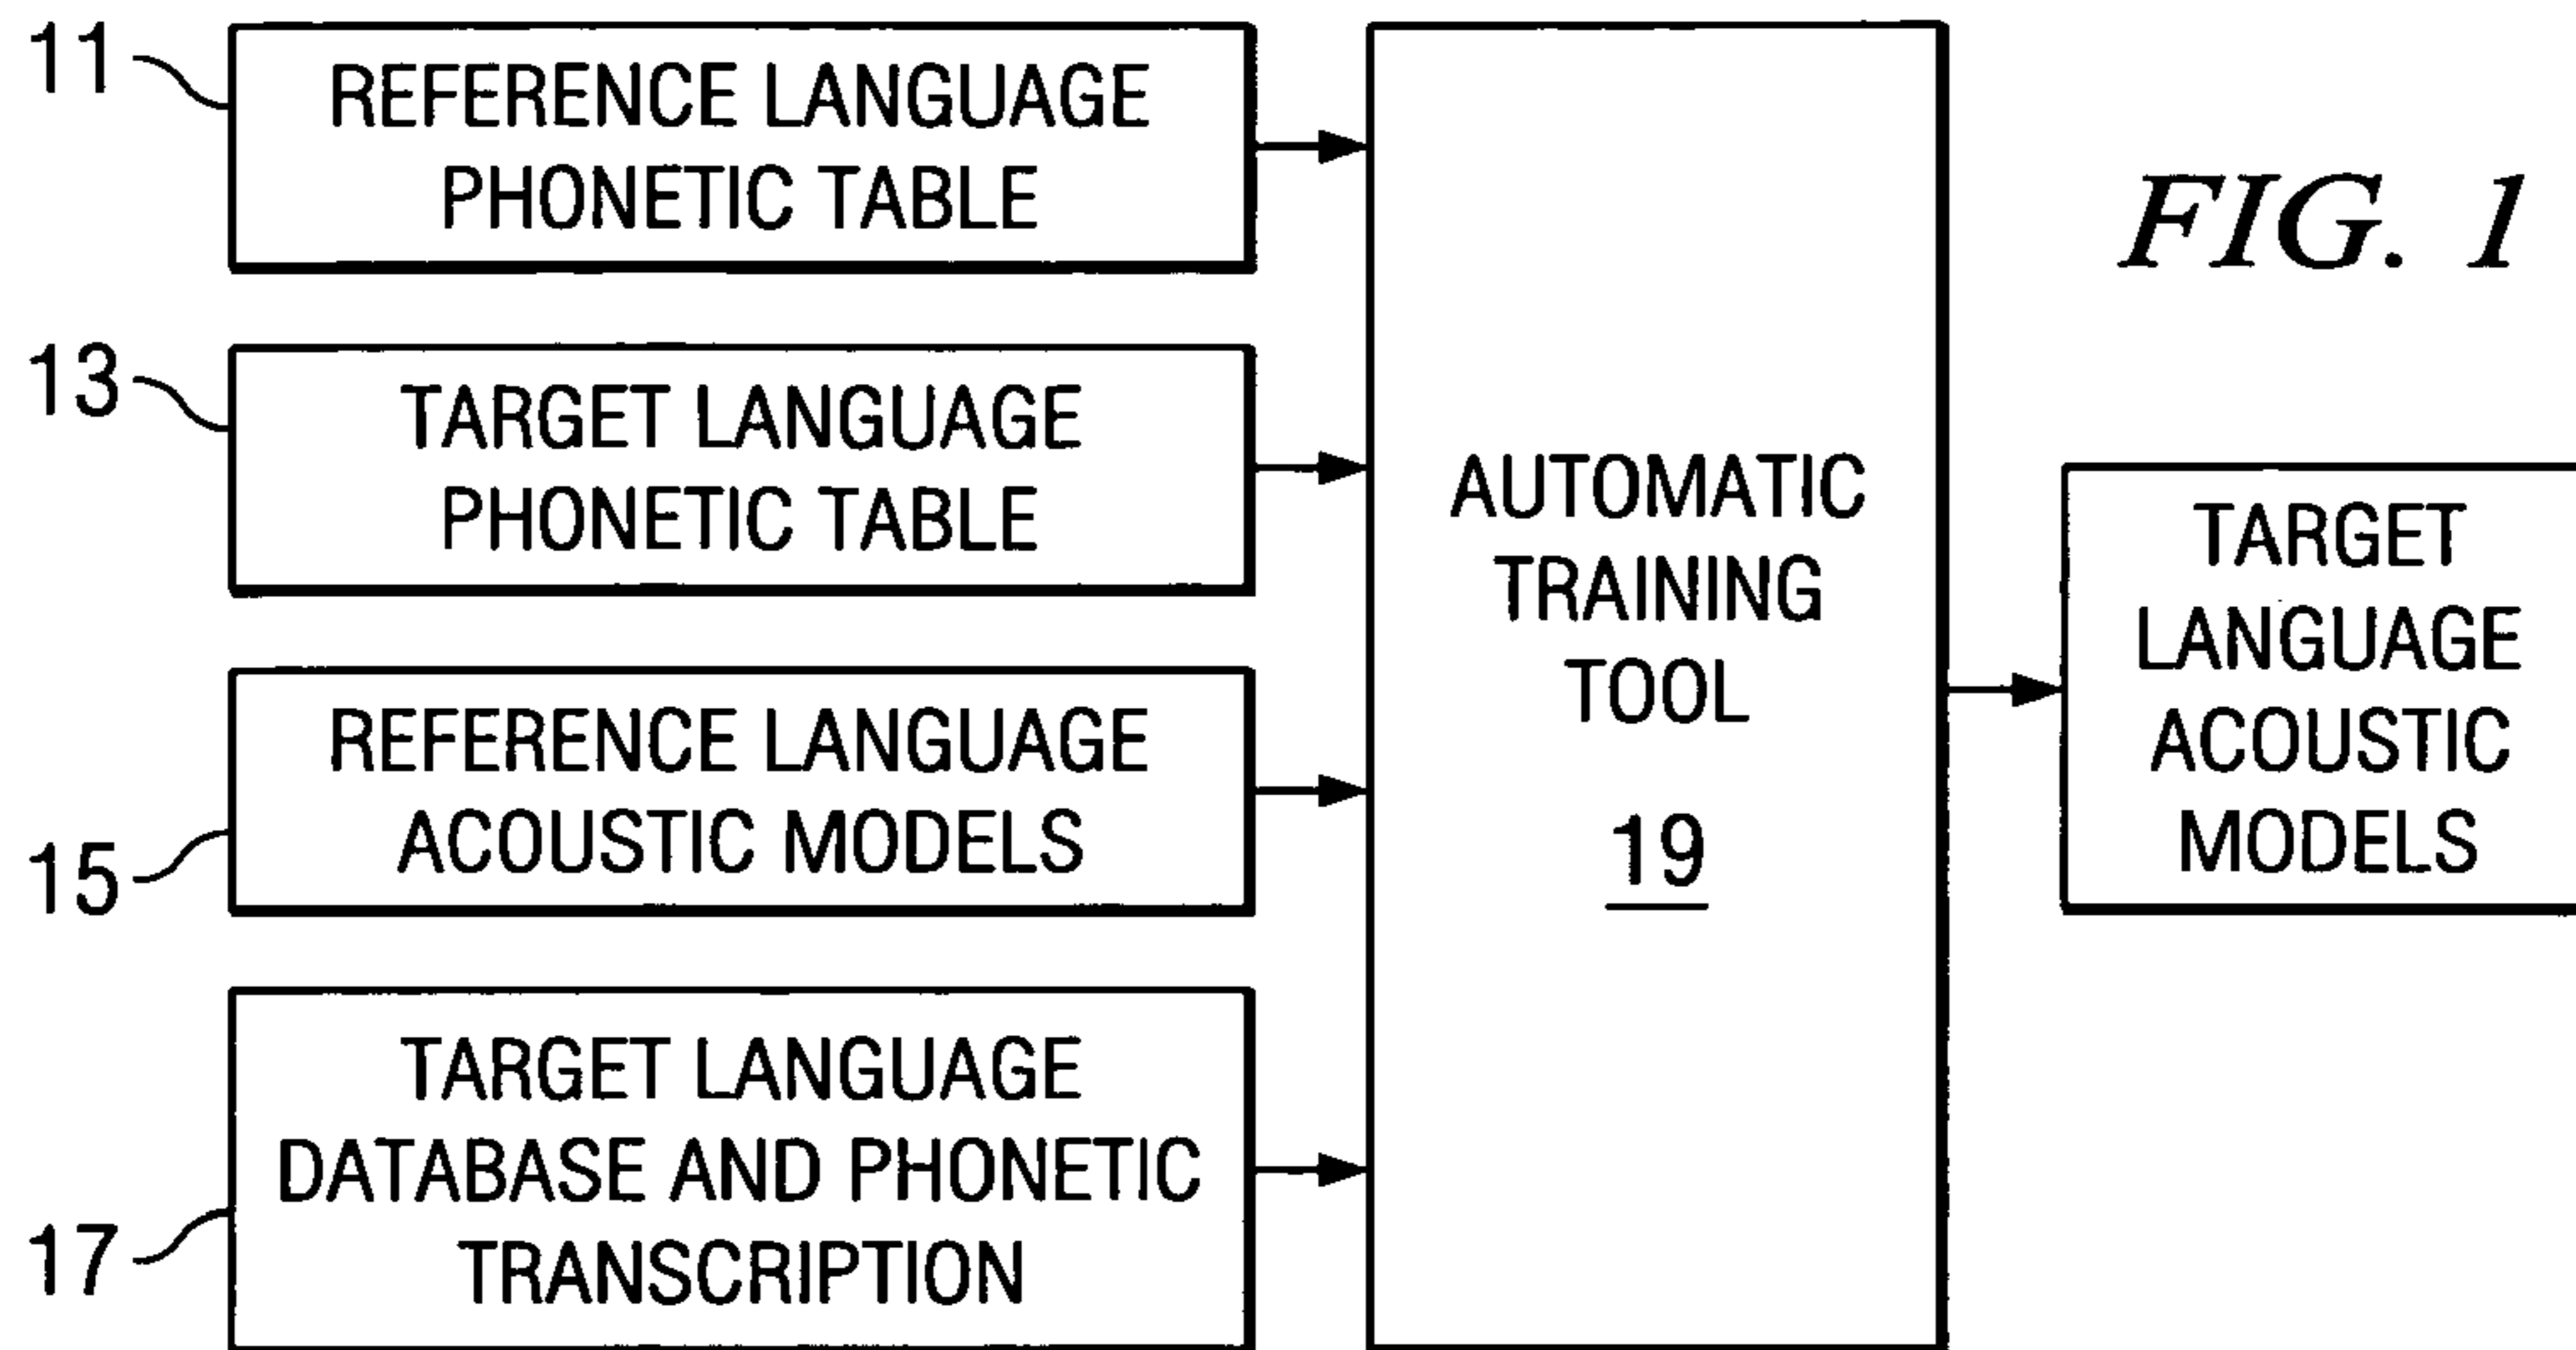 11
REFERENCE LANGUAGE
PHONETIC TABLE
13
TARGET LANGUAGE
PHONETIC TABLE
15
REFERENCE LANGUAGE
ACOUSTIC MODELS
17
TARGET LANGUAGE
DATABASE AND PHONETIC
TRANSCRIPTION
AUTOMATIC
TRAINING
TOOL
19
FIG. 1
TARGET
LANGUAGE
ACOUSTIC
MODELS